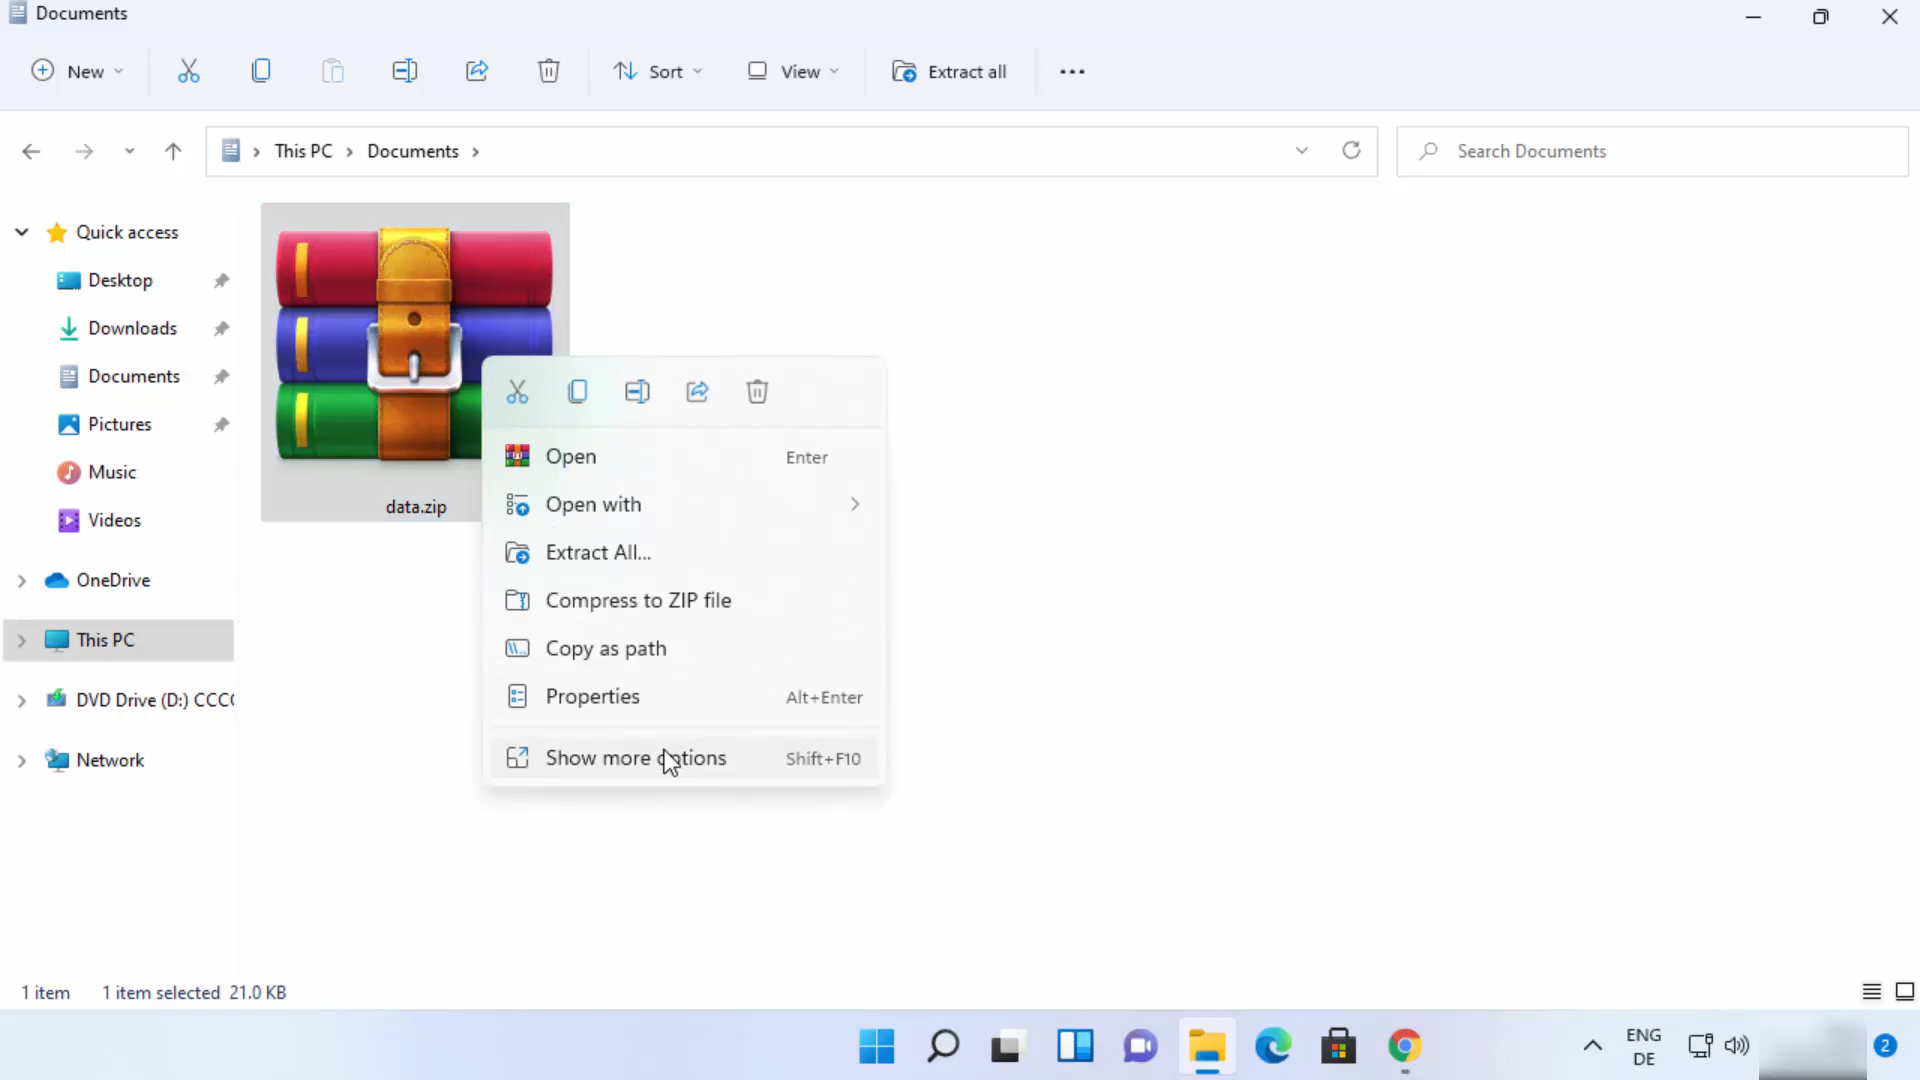 Documents
New
Sort
View
Extract all
This PC
Documents
Search Documents
Quick access
Desktop
Downloads
Documents
Pictures
Music
Videos
OneDrive
This PC
DVD Drive (D:) CCC
Network
data.zip
Open Enter
Open with
Extract All...
Compress to ZIP file
Copy as path
Properties Alt+Enter
Show more options Shift+F10
1 item 1 item selected 21.0 KB
ENG
DE
2